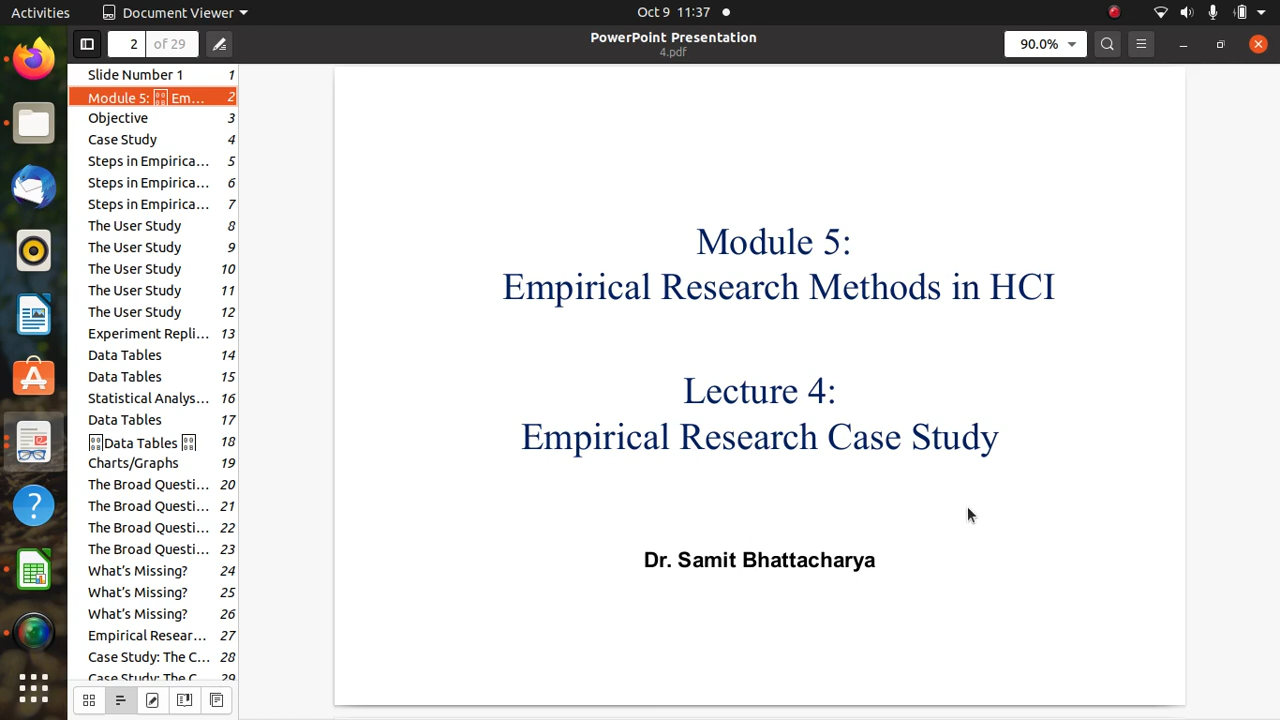 Activities
Document Viewer
Oct 9 11:37
2 of 29
PowerPoint Presentation
4.pdf
90.0%
Slide Number 1 1
Module 5: Em... 2
Objective 3
Case Study 4
Steps in Empirica... 5
Steps in Empirica... 6
Steps in Empirica... 7
The User Study 8
The User Study 9
The User Study 10
The User Study 11
The User Study 12
Experiment Repli... 13
Data Tables 14
Data Tables 15
Statistical Analys... 16
Data Tables 17
Data Tables 18
Charts/Graphs 19
The Broad Questi... 20
The Broad Questi... 21
The Broad Questi... 22
The Broad Questi... 23
What's Missing? 24
What's Missing? 25
What's Missing? 26
Empirical Resear... 27
Case Study: The C... 28
Case Study: The C 29
Module 5:
Empirical Research Methods in HCI
Lecture 4:
Empirical Research Case Study
Dr. Samit Bhattacharya